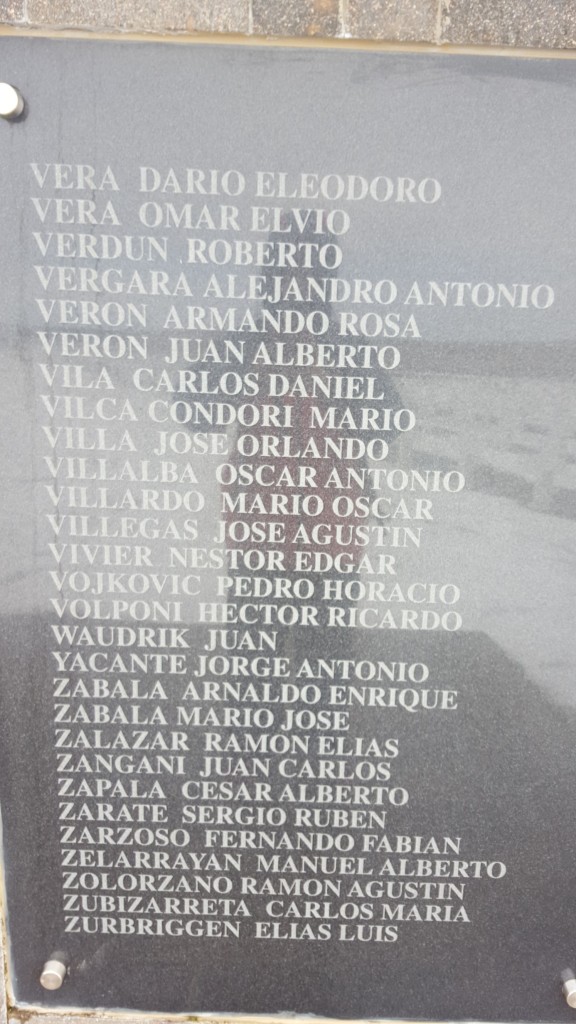 VERA DARIO ELEODORO
VERA OMAR ELVIO
VERDUN ROBERTO
VERGARA ALEJANDRO ANTONIO
VERON ARMANDO ROSA
VERON JUAN ALBERTO
VILA CARLOS DANIEL
VILCA CONDORI MARIO
VILLA JOSE ORLANDO
VILLALBA OSCAR ANTONIO
VILLARDO MARIO OSCAR
VILLEGAS JOSE AGUSTIN
VIVIER NESTOR EDGAR
VOJKOVIC PEDRO HORACIO
VOLPONI HECTOR RICARDO
WAUDRIK JUAN
YACANTE JORGE ANTONIO
ZABALA ARNALDO ENRIQUE
ZABALA MARIO JOSE
ZALAZAR RAMON ELIAS
ZANGANI JUAN CARLOS
ZAPALA CESAR ALBERTO
ZARATE SERGIO RUBEN
ZARZOSO FERNANDO FABIAN
ZELARRAYAN MANUEL ALBERTO
ZOLORZANO RAMON AGUSTIN
ZUBIZARRETA CARLOS MARIA
ZURBRIGGEN ELIAS LUIS